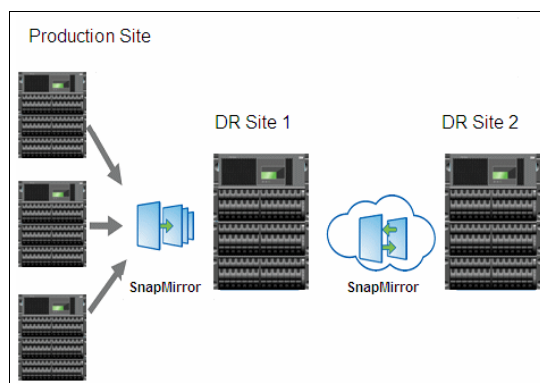 Production Site
DR Site 1
DR Site 2
SnapMirror
SnapMirror